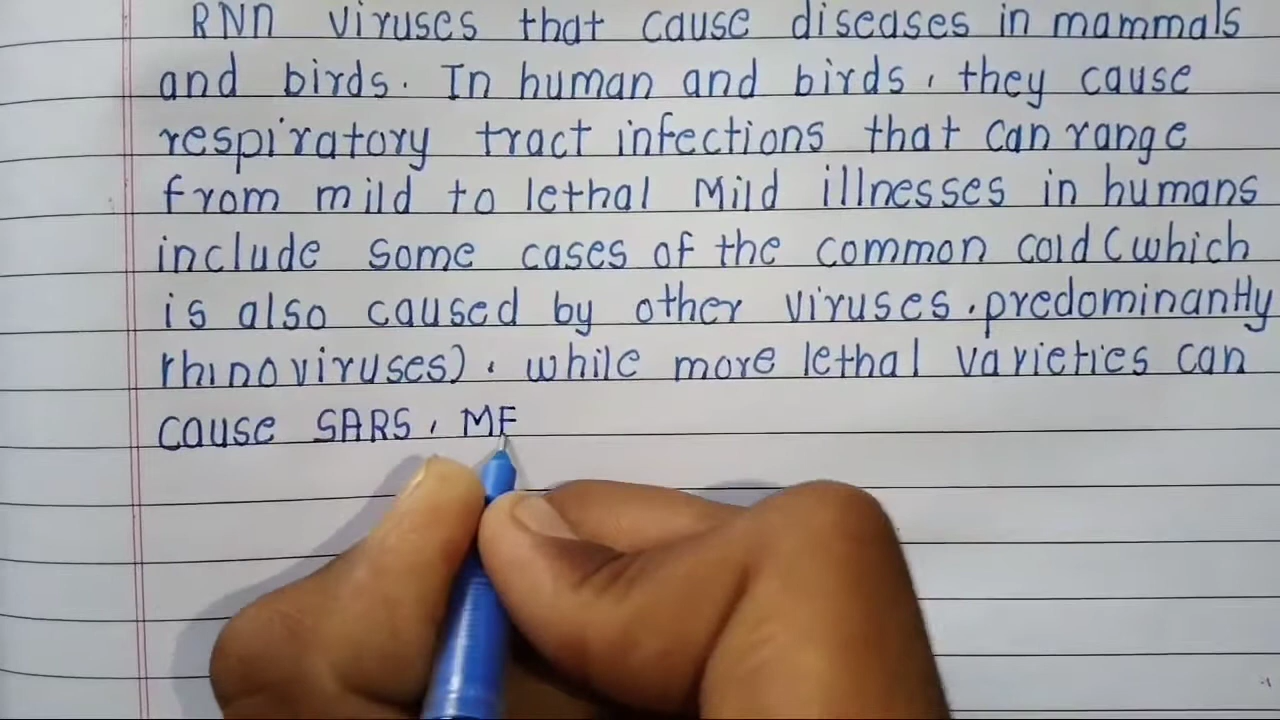 RNA viruses that cause diseases in mammals
and birds. In human and birds, they cause
respiratory tract infections that can range
from mild to lethal Mild illnesses in humans
include some cases of the common cold (which
is also caused by other viruses, predominantly
rhinoviruses), while more lethal varieties can
cause SARS, ME